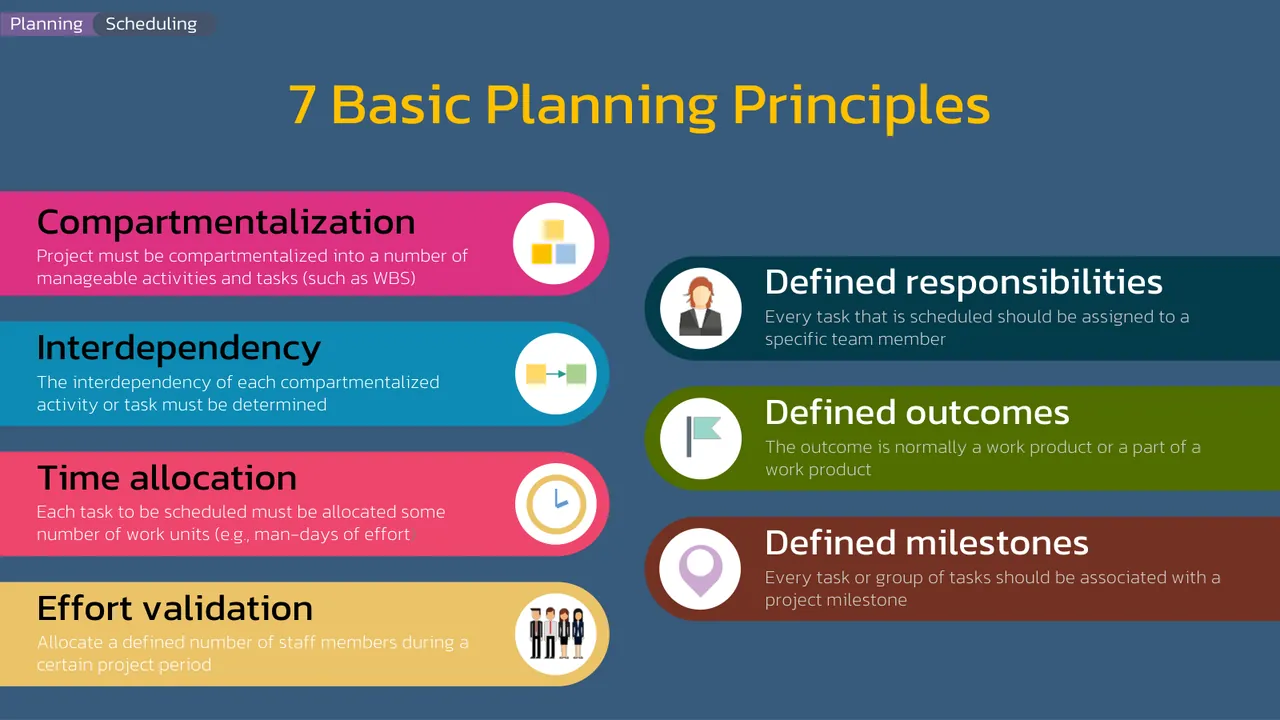 Planning Scheduling
7 Basic Planning Principles
Compartmentalization
Project must be compartmentalized into a number of
manageable activities and tasks (such as WBS)
Interdependency
The interdependency of each compartmentalized
activity or task must be determined
Time allocation
Each task to be scheduled must be allocated some
number of work units (e.g., man-days of effort
Effort validation
Allocate a defined number of staff members during a
certain project period
Defined responsibilities
Every task that is scheduled should be assigned to a
specific team member
Defined outcomes
The outcome is normally a work product or a part of a
work product
Defined milestones
Every task or group of tasks should be associated with a
project milestone